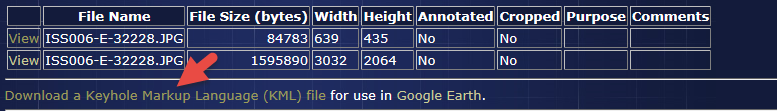 File Name File Size (bytes) Width Height Annotated Cropped Purpose Comments
View ISS006-E-32228.JPG 84783 639 435 No No
View ISS006-E-32228.JPG 1595890 3032 2064 No No
Download a Keyhole Markup Language (KML) file for use in Google Earth.